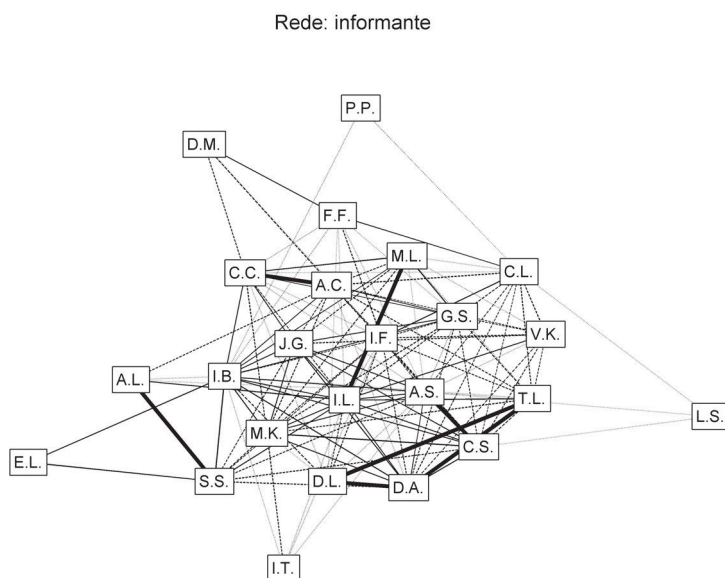 Rede: informante
P.P.
D.M.
F.F.
M.L.
C.C.
A.C.
C.L.
G.S.
V.K.
I.F.
J.G.
A.L.
I.B.
I.L.
A.S.
T.L.
L.S.
M.K.
C.S.
E.L.
S.S.
D.L.
D.A.
I.T.